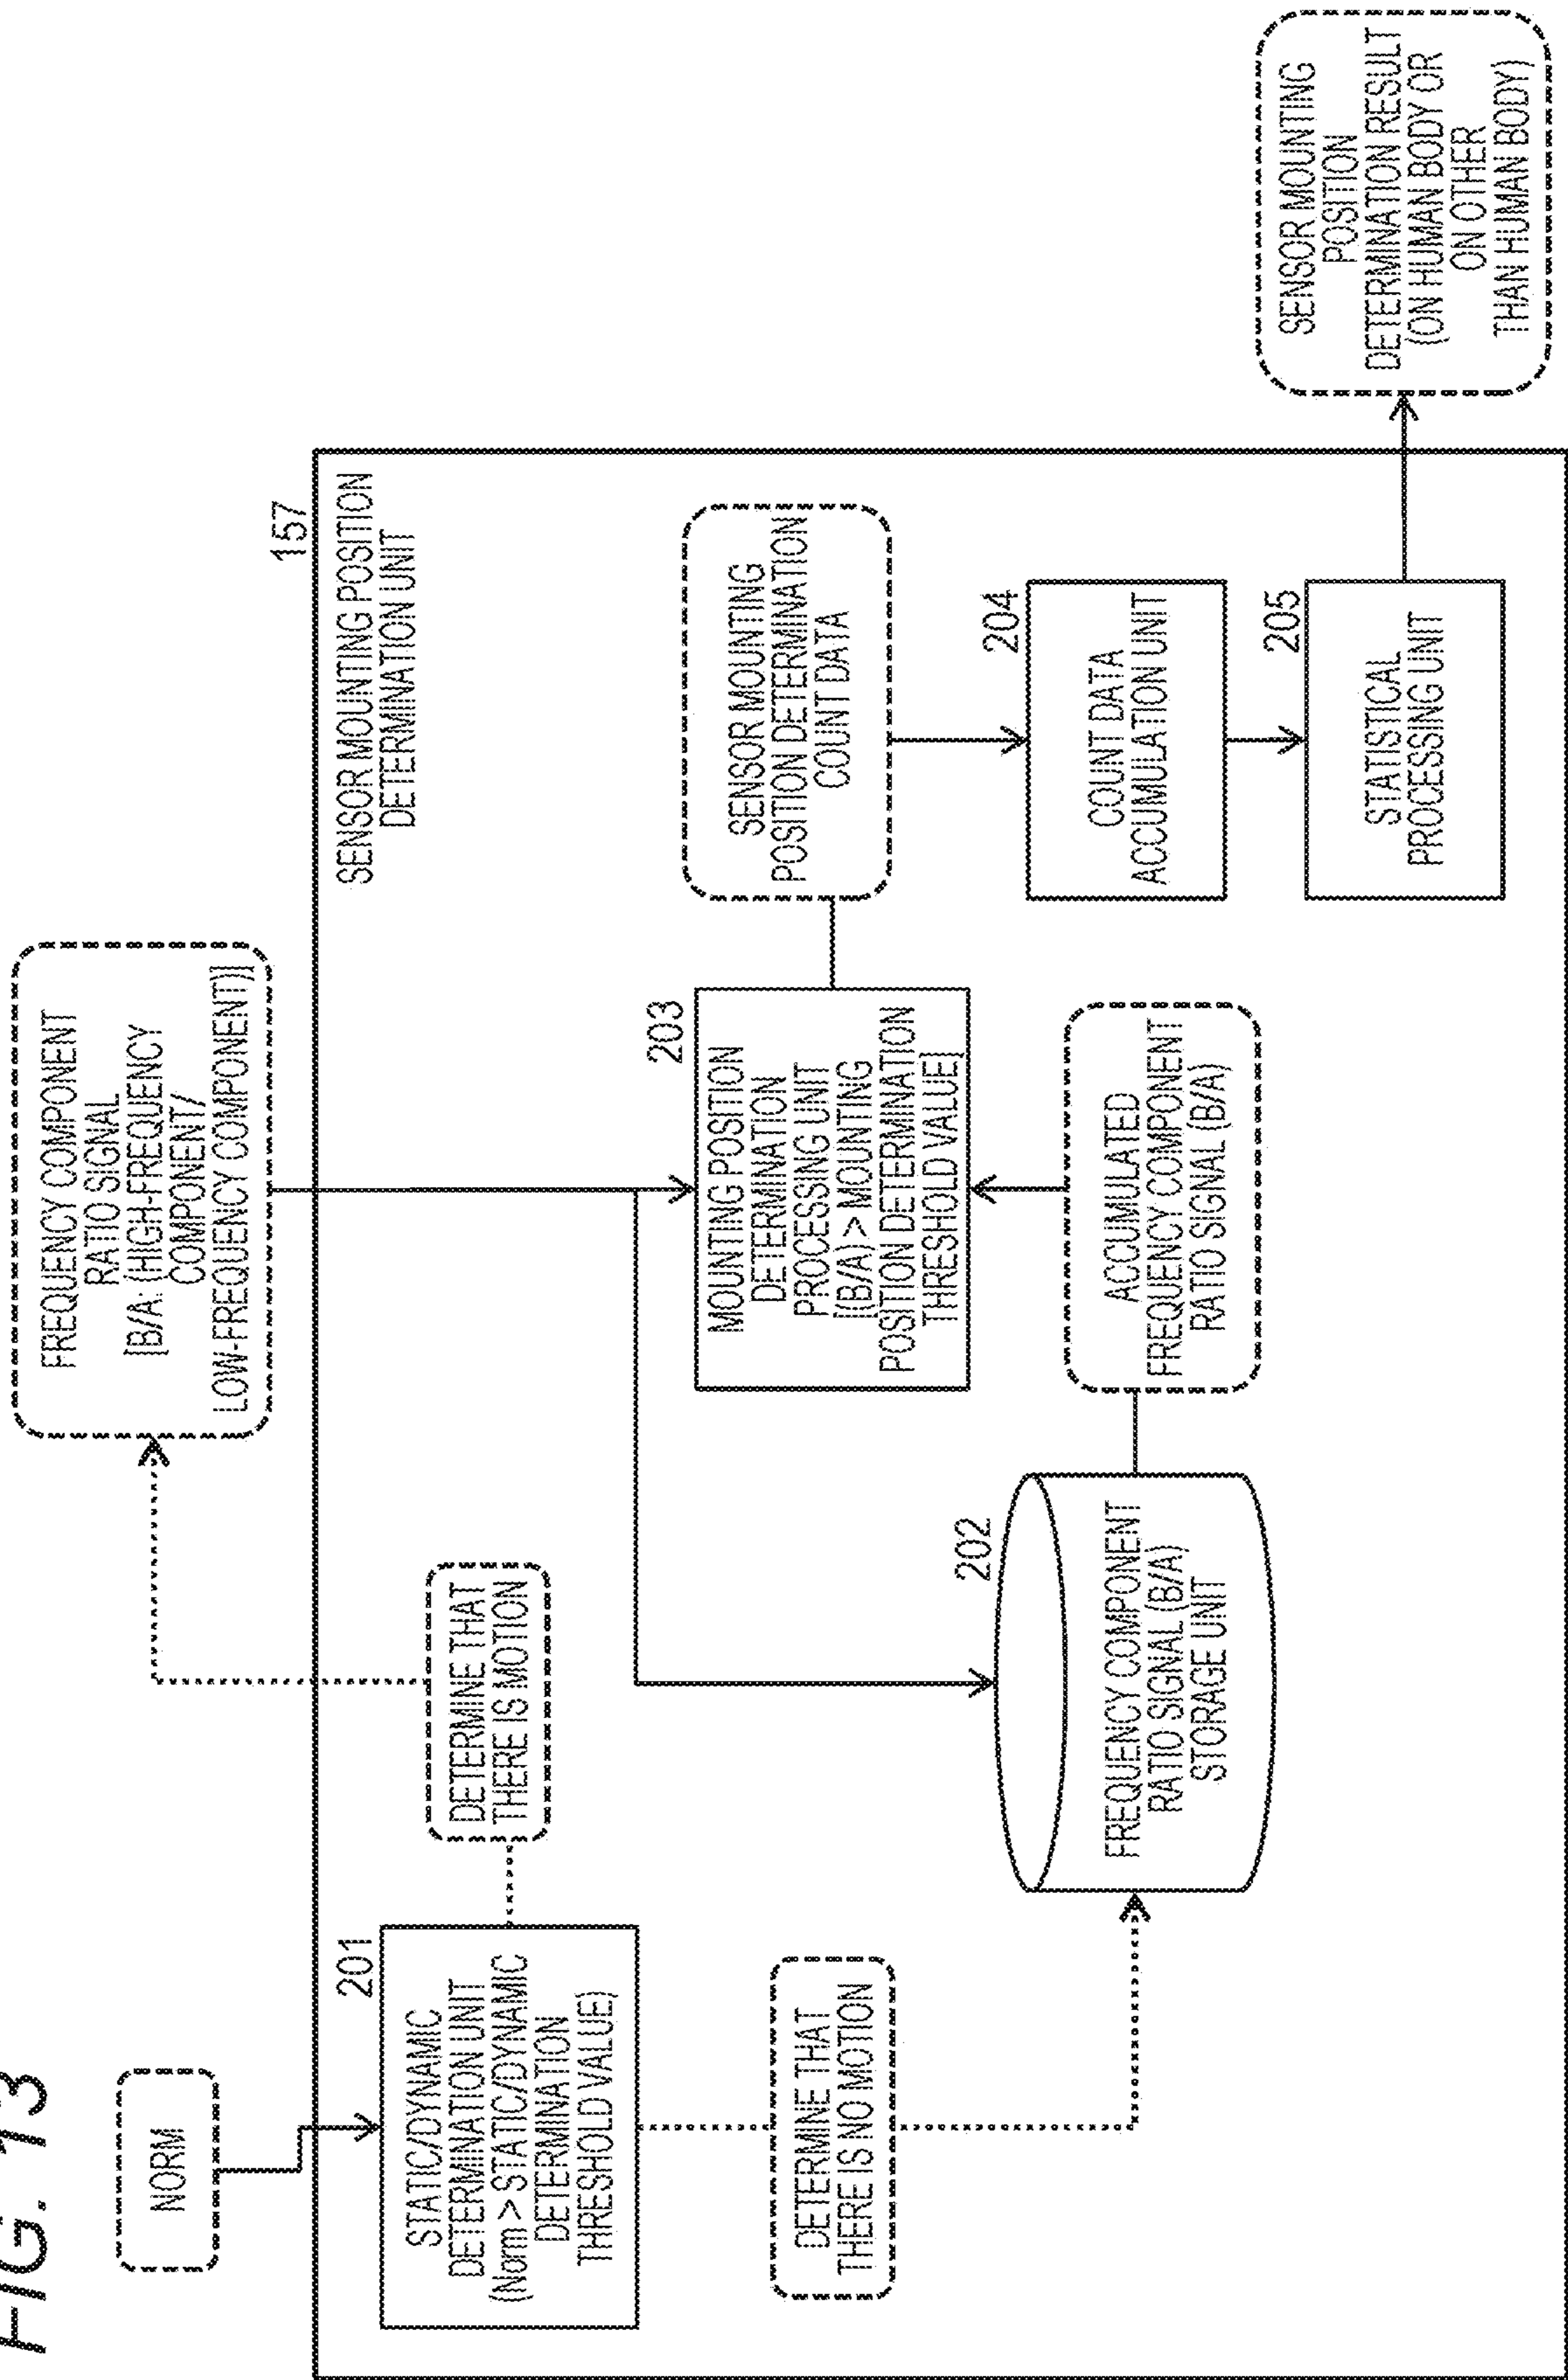 FIG. 13
NORM
FREQUENCY COMPONENT
RATIO SIGNAL
[B/A: (HIGH-FREQUENCY
COMPONENT/
LOW-FREQUENCY COMPONENT)]
157
SENSOR MOUNTING POSITION
DETERMINATION UNIT
201
STATIC/DYNAMIC
DETERMINATION UNIT
(Norm > STATIC/DYNAMIC
DETERMINATION
THRESHOLD VALUE)
DETERMINE THAT
THERE IS MOTION
DETERMINE THAT
THERE IS NO MOTION
202
FREQUENCY COMPONENT
RATIO SIGNAL (B/A)
STORAGE UNIT
203
MOUNTING POSITION
DETERMINATION
PROCESSING UNIT
[(B/A) > MOUNTING
POSITION DETERMINATION
THRESHOLD VALUE]
ACCUMULATED
FREQUENCY COMPONENT
RATIO SIGNAL (B/A)
SENSOR MOUNTING
POSITION DETERMINATION
COUNT DATA
204
COUNT DATA
ACCUMULATION UNIT
205
STATISTICAL
PROCESSING UNIT
SENSOR MOUNTING
POSITION
DETERMINATION RESULT
(ON HUMAN BODY OR
ON OTHER
THAN HUMAN BODY)